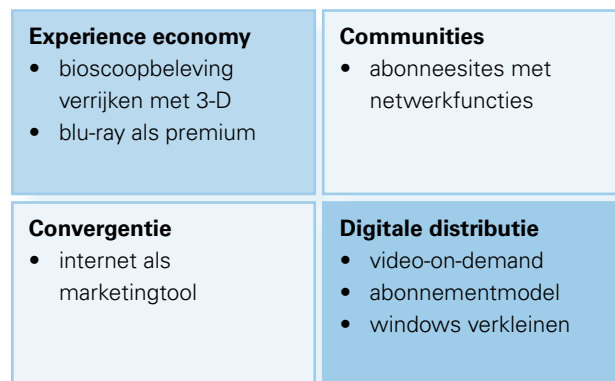 Experience economy
• bioscoopbeleving
verrijken met 3-D
• blu-ray als premium
Communities
• abonneesites met
netwerkfuncties
Convergentie
• internet als
marketingtool
Digitale distributie
• video-on-demand
• abonnementmodel
• windows verkleinen